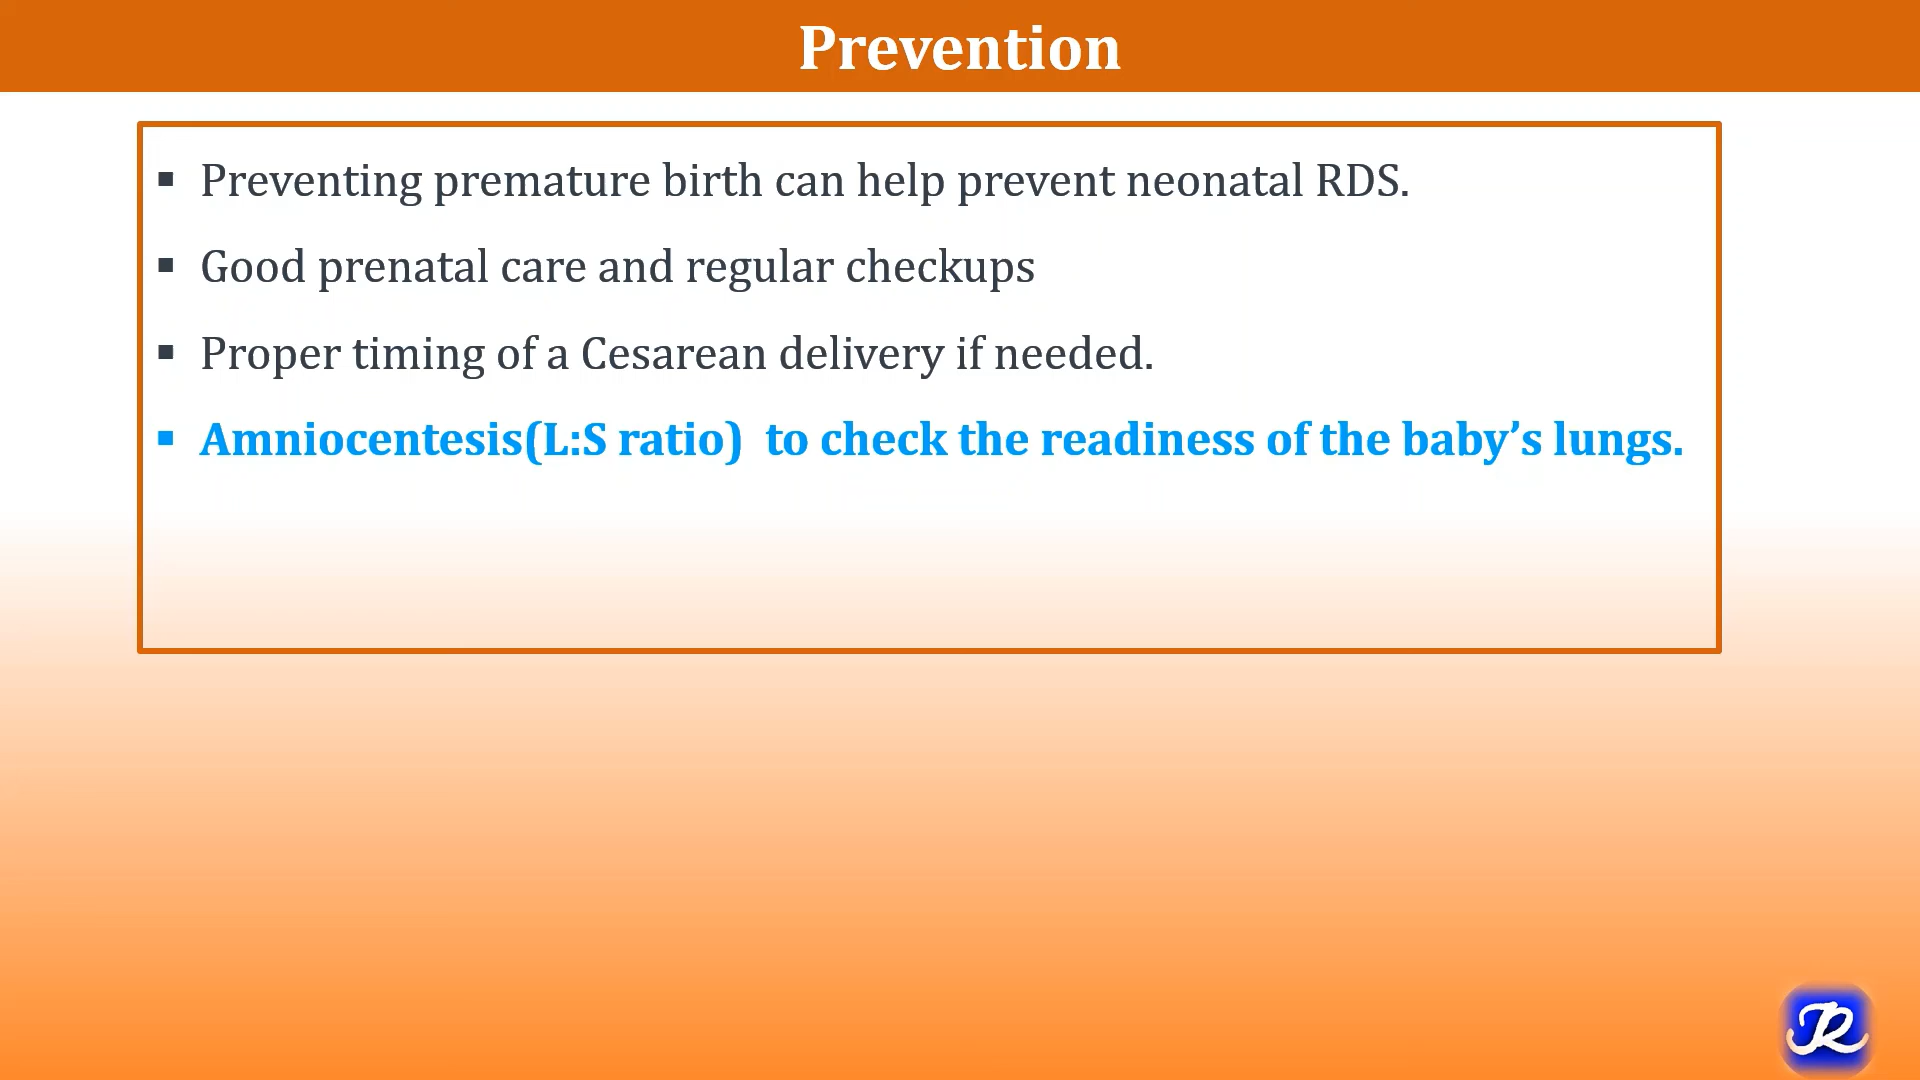 Prevention
▪ Preventing premature birth can help prevent neonatal RDS.
▪ Good prenatal care and regular checkups
▪ Proper timing of a Cesarean delivery if needed.
▪ Amniocentesis(L:S ratio)  to check the readiness of the baby’s lungs.
JR